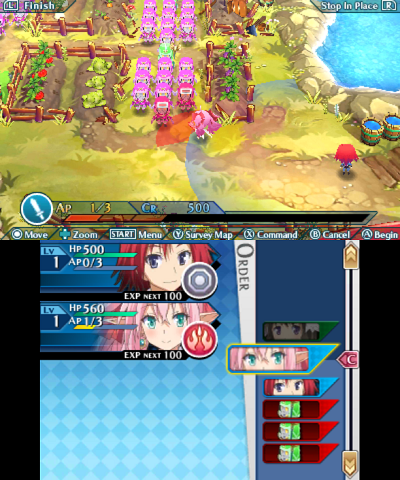 L Finish
Stop In Place R
AP 1/3 CR 500
Move Zoom START Menu Y Survey Map X Command B Cancel A Begin
LV 1
HP 500
AP 0/3
EXP NEXT 100
LV 1
HP 560
AP 1/3
EXP NEXT 100
ORDER
C